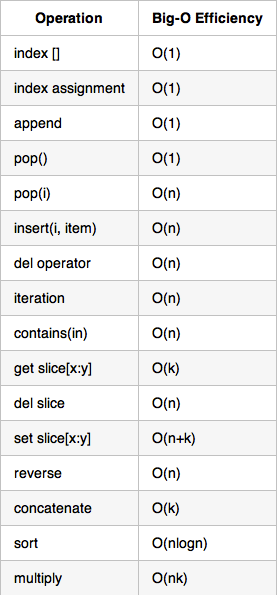 Operation Big-O Efficiency
index [] O(1)
index assignment O(1)
append O(1)
pop() O(1)
pop(i) O(n)
insert(i, item) O(n)
del operator O(n)
iteration O(n)
contains(in) O(n)
get slice[x:y] O(k)
del slice O(n)
set slice[x:y] O(n+k)
reverse O(n)
concatenate O(k)
sort O(nlogn)
multiply O(nk)